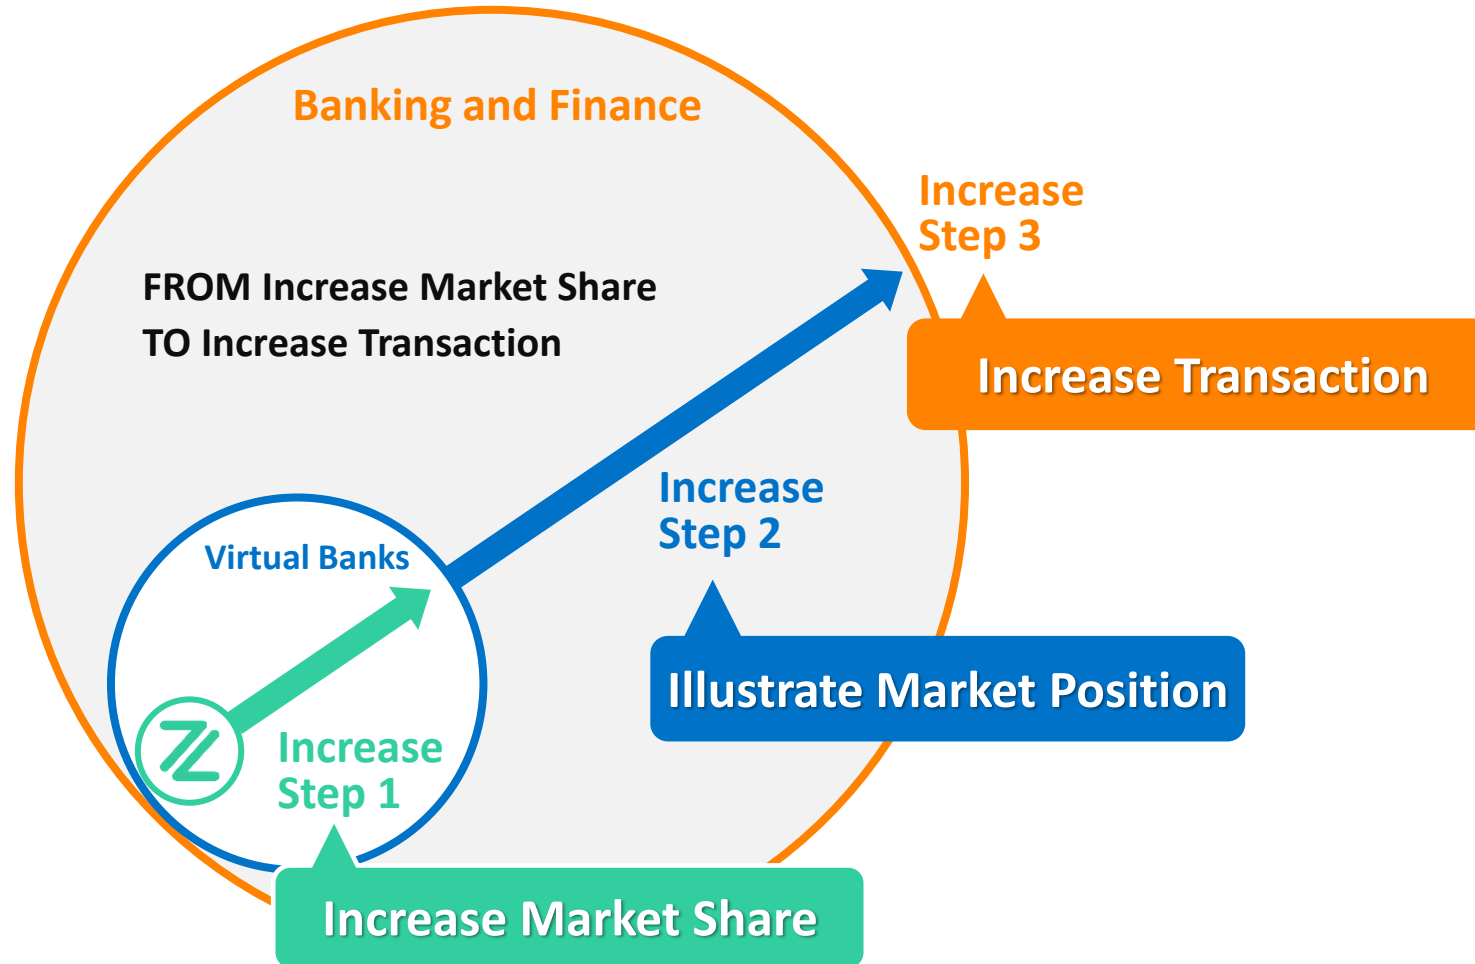 Banking and Finance
Increase
Step 3
FROM Increase Market Share
TO Increase Transaction
Increase Transaction
Increase
Step 2
Virtual Banks
Illustrate Market Position
Increase
Step 1
Increase Market Share